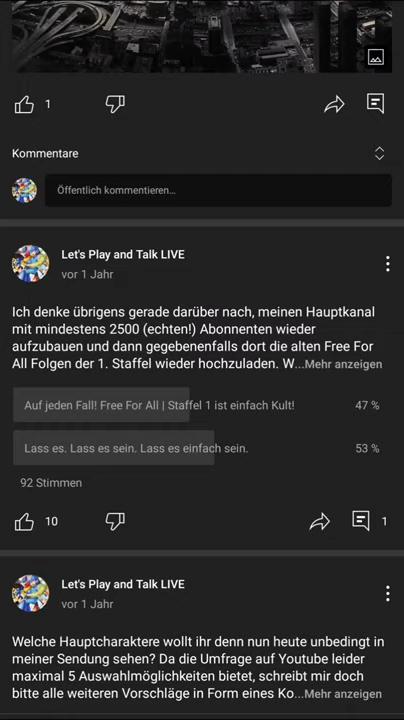 1
Kommentare
Öffentlich kommentieren...
Let's Play and Talk LIVE
vor 1 Jahr
Ich denke übrigens gerade darüber nach, meinen Hauptkanal
mit mindestens 2500 (echten!) Abonnenten wieder
aufzubauen und dann gegebenenfalls dort die alten Free For
All Folgen der 1. Staffel wieder hochzuladen. W...Mehr anzeigen
Auf jeden Fall! Free For All | Staffel 1 ist einfach Kult! 47 %
Lass es. Lass es sein. Lass es einfach sein. 53 %
92 Stimmen
10 1
Let's Play and Talk LIVE
vor 1 Jahr
Welche Hauptcharaktere wollt ihr denn nun heute unbedingt in
meiner Sendung sehen? Da die Umfrage auf Youtube leider
maximal 5 Auswahlmöglichkeiten bietet, schreibt mir doch
bitte alle weiteren Vorschläge in Form eines Ko...Mehr anzeigen